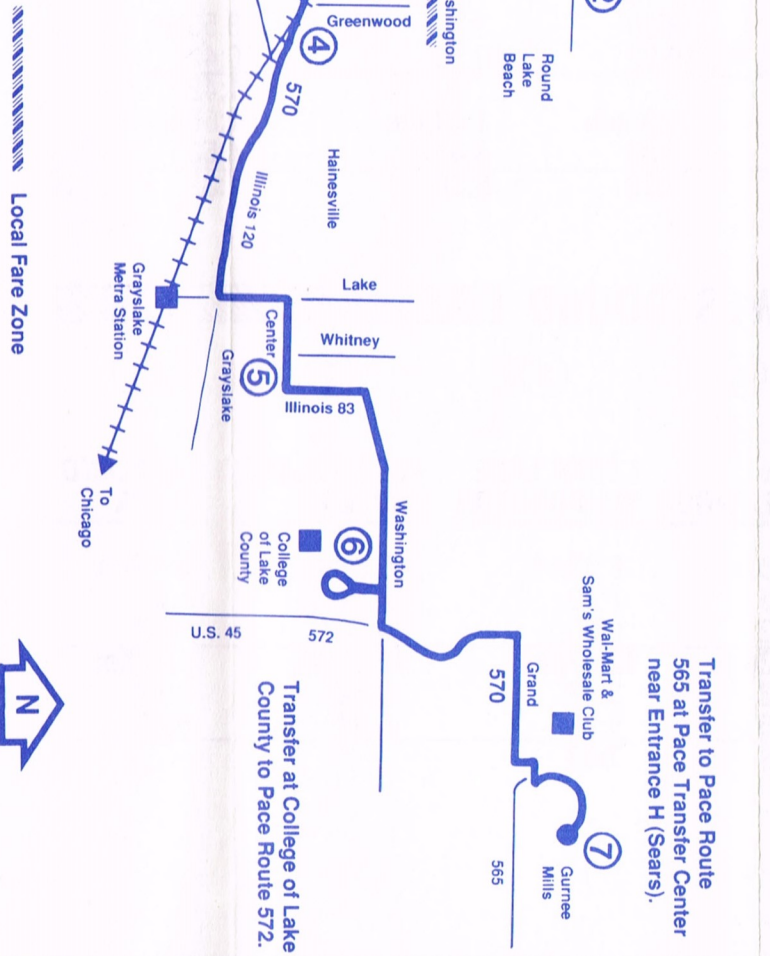 2
Round
Lake
Beach
shington
Greenwood
4
570
Hainesville
Illinois 120
Lake
Whitney
Center
5
Illinois 83
Grayslake
Grayslake
Metra Station
To
Chicago
Local Fare Zone
Washington
6
College
of Lake
County
U.S. 45
572
Transfer at College of Lake
County to Pace Route 572.
Wal-Mart &
Sam's Wholesale Club
Grand
570
7
Gurnee
Mills
565
Transfer to Pace Route
565 at Pace Transfer Center
near Entrance H (Sears).
N